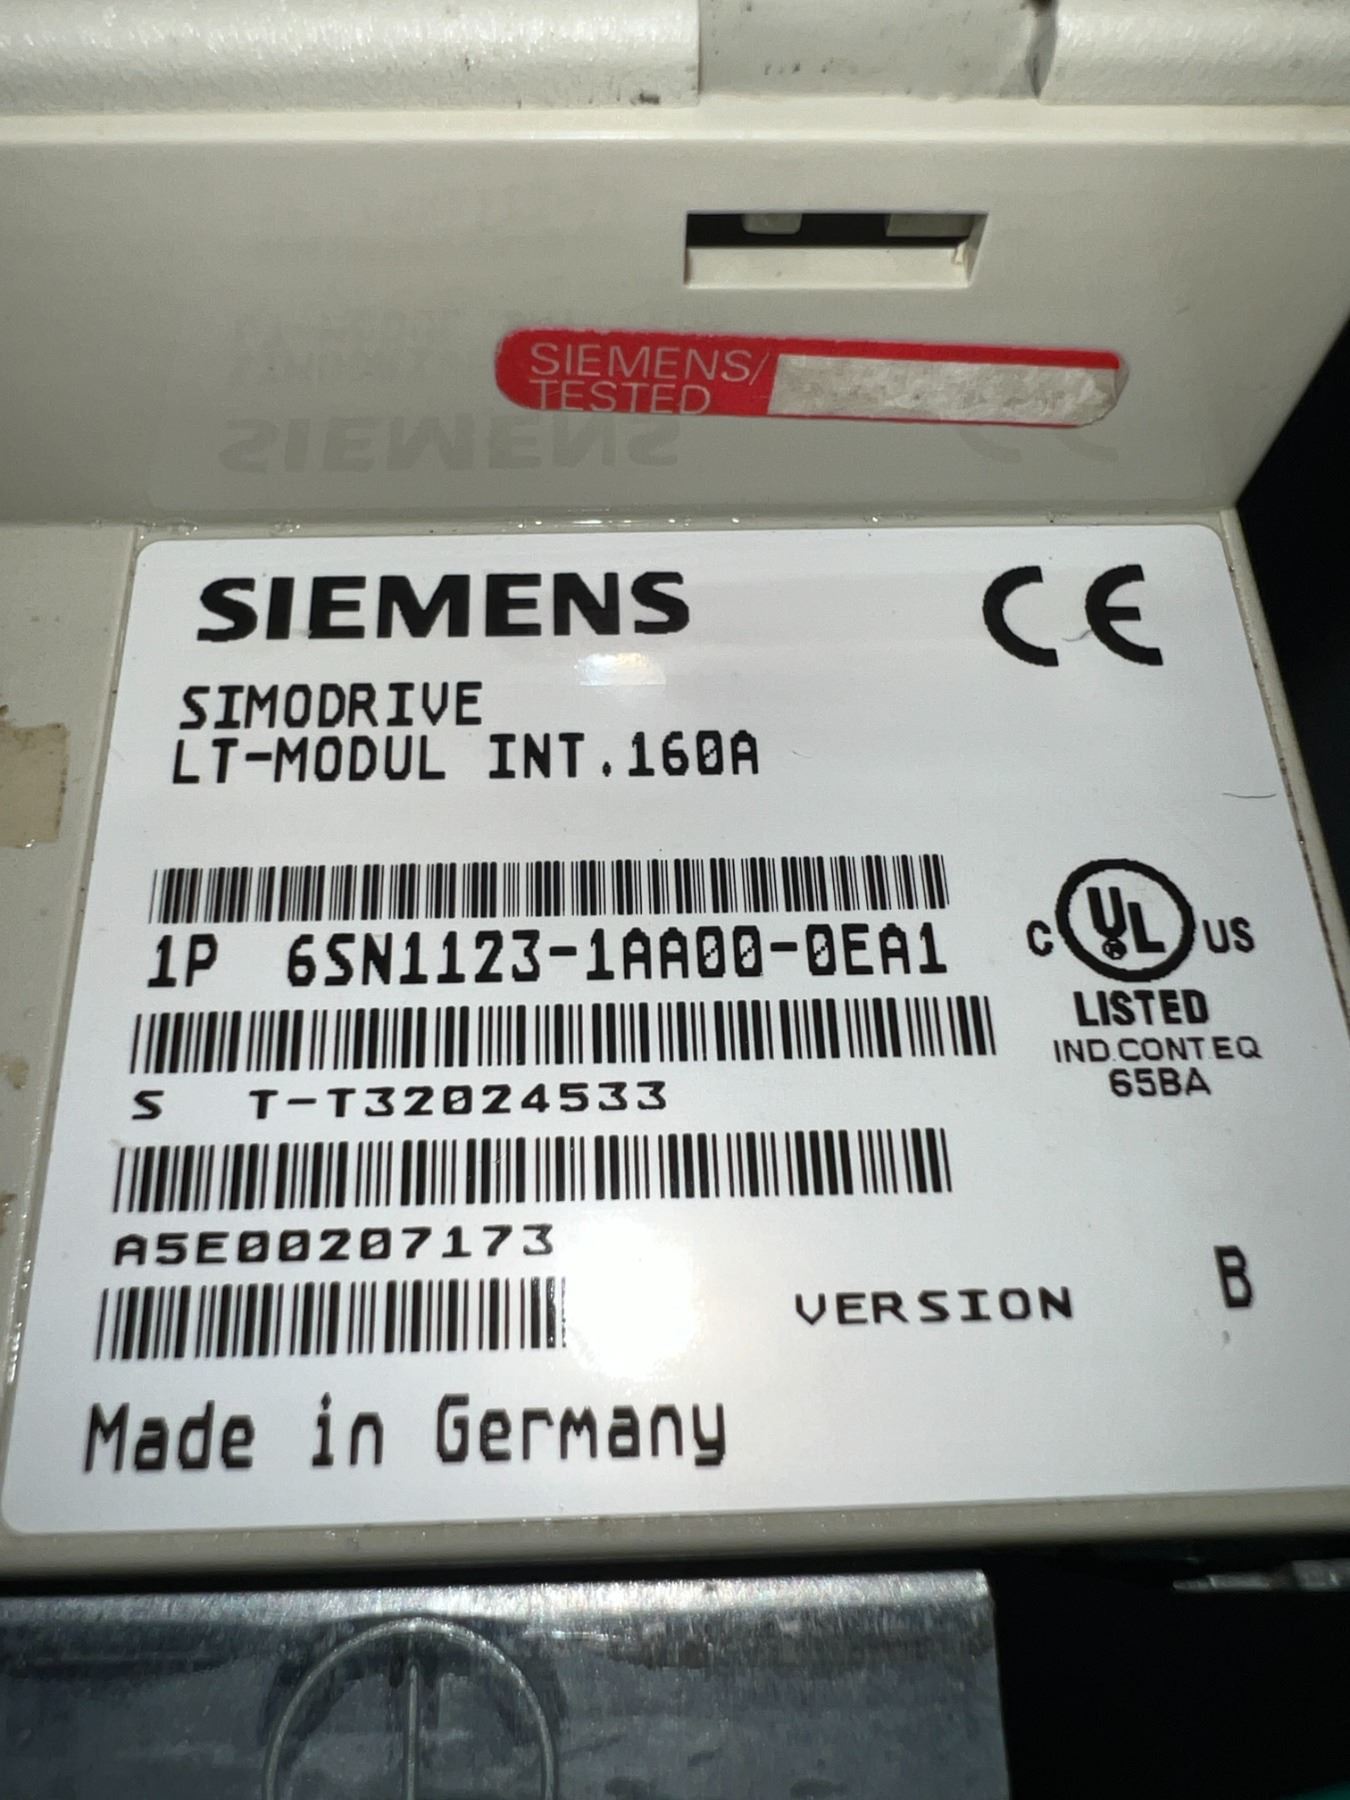 SIEMENS/
TESTED
SIEMENS
CE
SIMODRIVE
LT-MODUL INT.160A
1P 6SN1123-1AA00-0EA1
C UL US
®
LISTED
IND.CONT.EQ
65BA
S T-T32024533
A5E00207173
VERSION B
Made in Germany